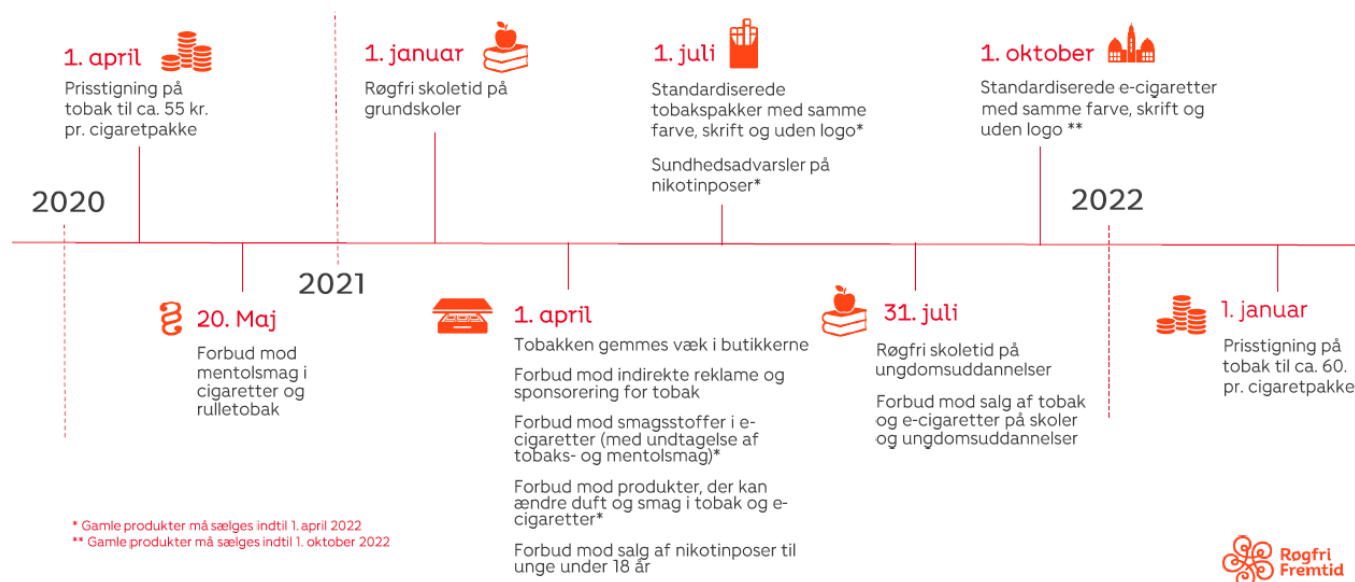 1. april
Prisstigning på
tobak til ca. 55 kr.
pr. cigaretpakke
1. januar
Røgfri skoletid på
grundskoler
1. juli
Standardiserede
tobakspakker med samme
farve, skrift og uden logo*
Sundhedsadvarsler på
nikotinposer*
1. oktober
Standardiserede e-cigaretter
med samme farve, skrift og
uden logo **
2020
2021
2022
20. Maj
Forbud mod
mentolsmag i
cigaretter og
rulletobak
1. april
Tobakken gemmes væk i butikkerne
Forbud mod indirekte reklame og
sponsorering for tobak
Forbud mod smagsstoffer i e-
cigaretter (med undtagelse af
tobaks- og mentolsmag)*
Forbud mod produkter, der kan
ændre duft og smag i tobak og e-
cigaretter*
Forbud mod salg af nikotinposer til
unge under 18 år
31. juli
Røgfri skoletid på
ungdomsuddannelser
Forbud mod salg af tobak
og e-cigaretter på skoler
og ungdomsuddannelser
1. januar
Prisstigning på
tobak til ca. 60.
pr. cigaretpakke
* Gamle produkter må sælges indtil 1. april 2022
** Gamle produkter må sælges indtil 1. oktober 2022
Røgfri
Fremtid